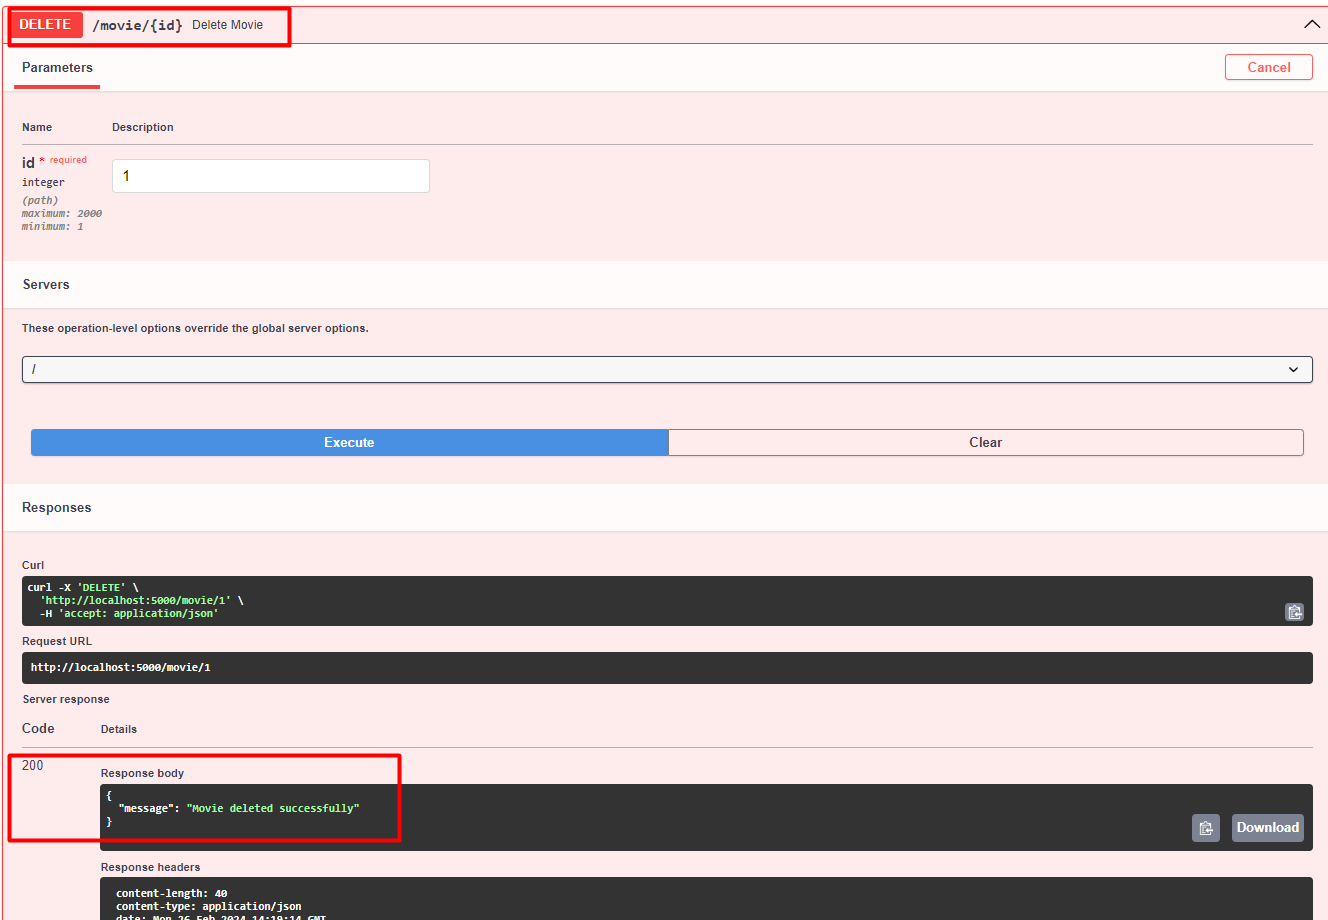 DELETE /movie/{id} Delete Movie
Parameters
Cancel
Name Description
id * required
1
integer
(path)
maximum: 2000
minimum: 1
Servers
These operation-level options override the global server options.
/
Execute Clear
Responses
Curl
curl -X 'DELETE' \
'http://localhost:5000/movie/1' \
-H 'accept: application/json'
Request URL
http://localhost:5000/movie/1
Server response
Code Details
200
Response body
{
"message": "Movie deleted successfully"
}
Download
Response headers
content-length: 40
content-type: application/json
date: Mon,26 Feb 2024 14:19:14 GMT